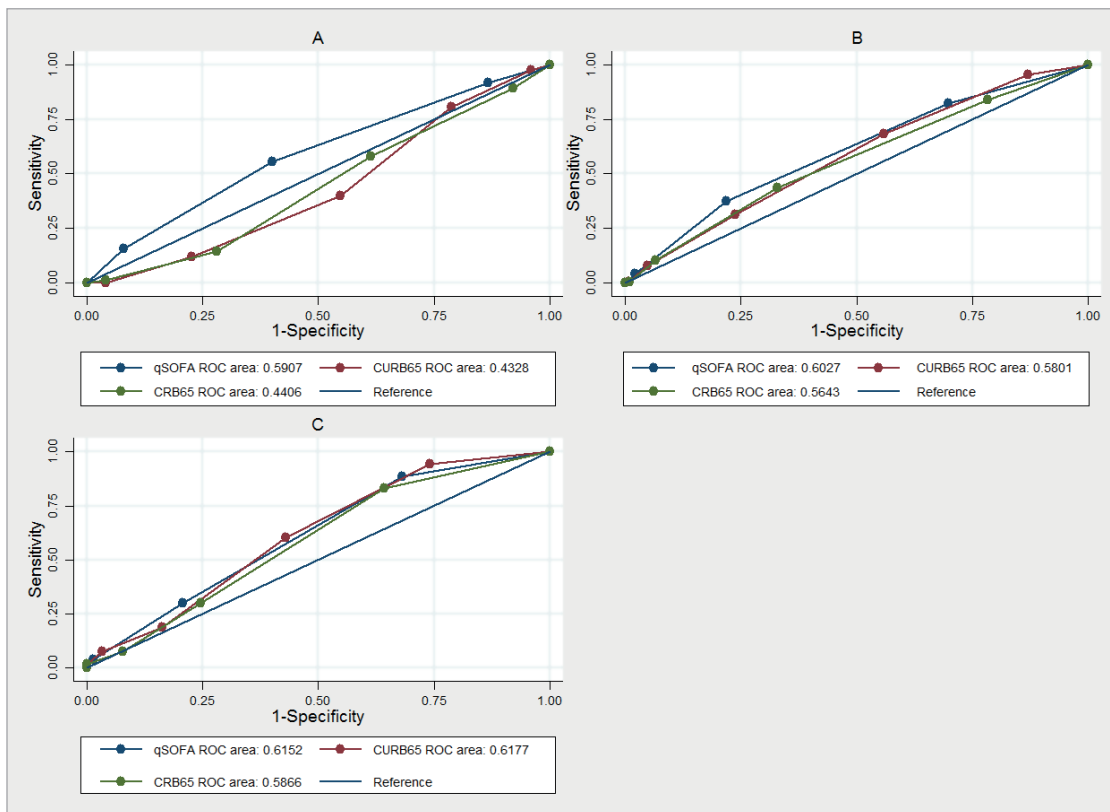 A
Sensitivity
1.00
0.75
0.50
0.25
0.00
0.00 0.25 0.50 0.75 1.00
1-Specificity
qSOFA ROC area: 0.5907 CURB65 ROC area: 0.4328
CRB65 ROC area: 0.4406 Reference
B
Sensitivity
1.00
0.75
0.50
0.25
0.00
0.00 0.25 0.50 0.75 1.00
1-Specificity
qSOFA ROC area: 0.6027 CURB65 ROC area: 0.5801
CRB65 ROC area: 0.5643 Reference
C
Sensitivity
1.00
0.75
0.50
0.25
0.00
0.00 0.25 0.50 0.75 1.00
1-Specificity
qSOFA ROC area: 0.6152 CURB65 ROC area: 0.6177
CRB65 ROC area: 0.5866 Reference